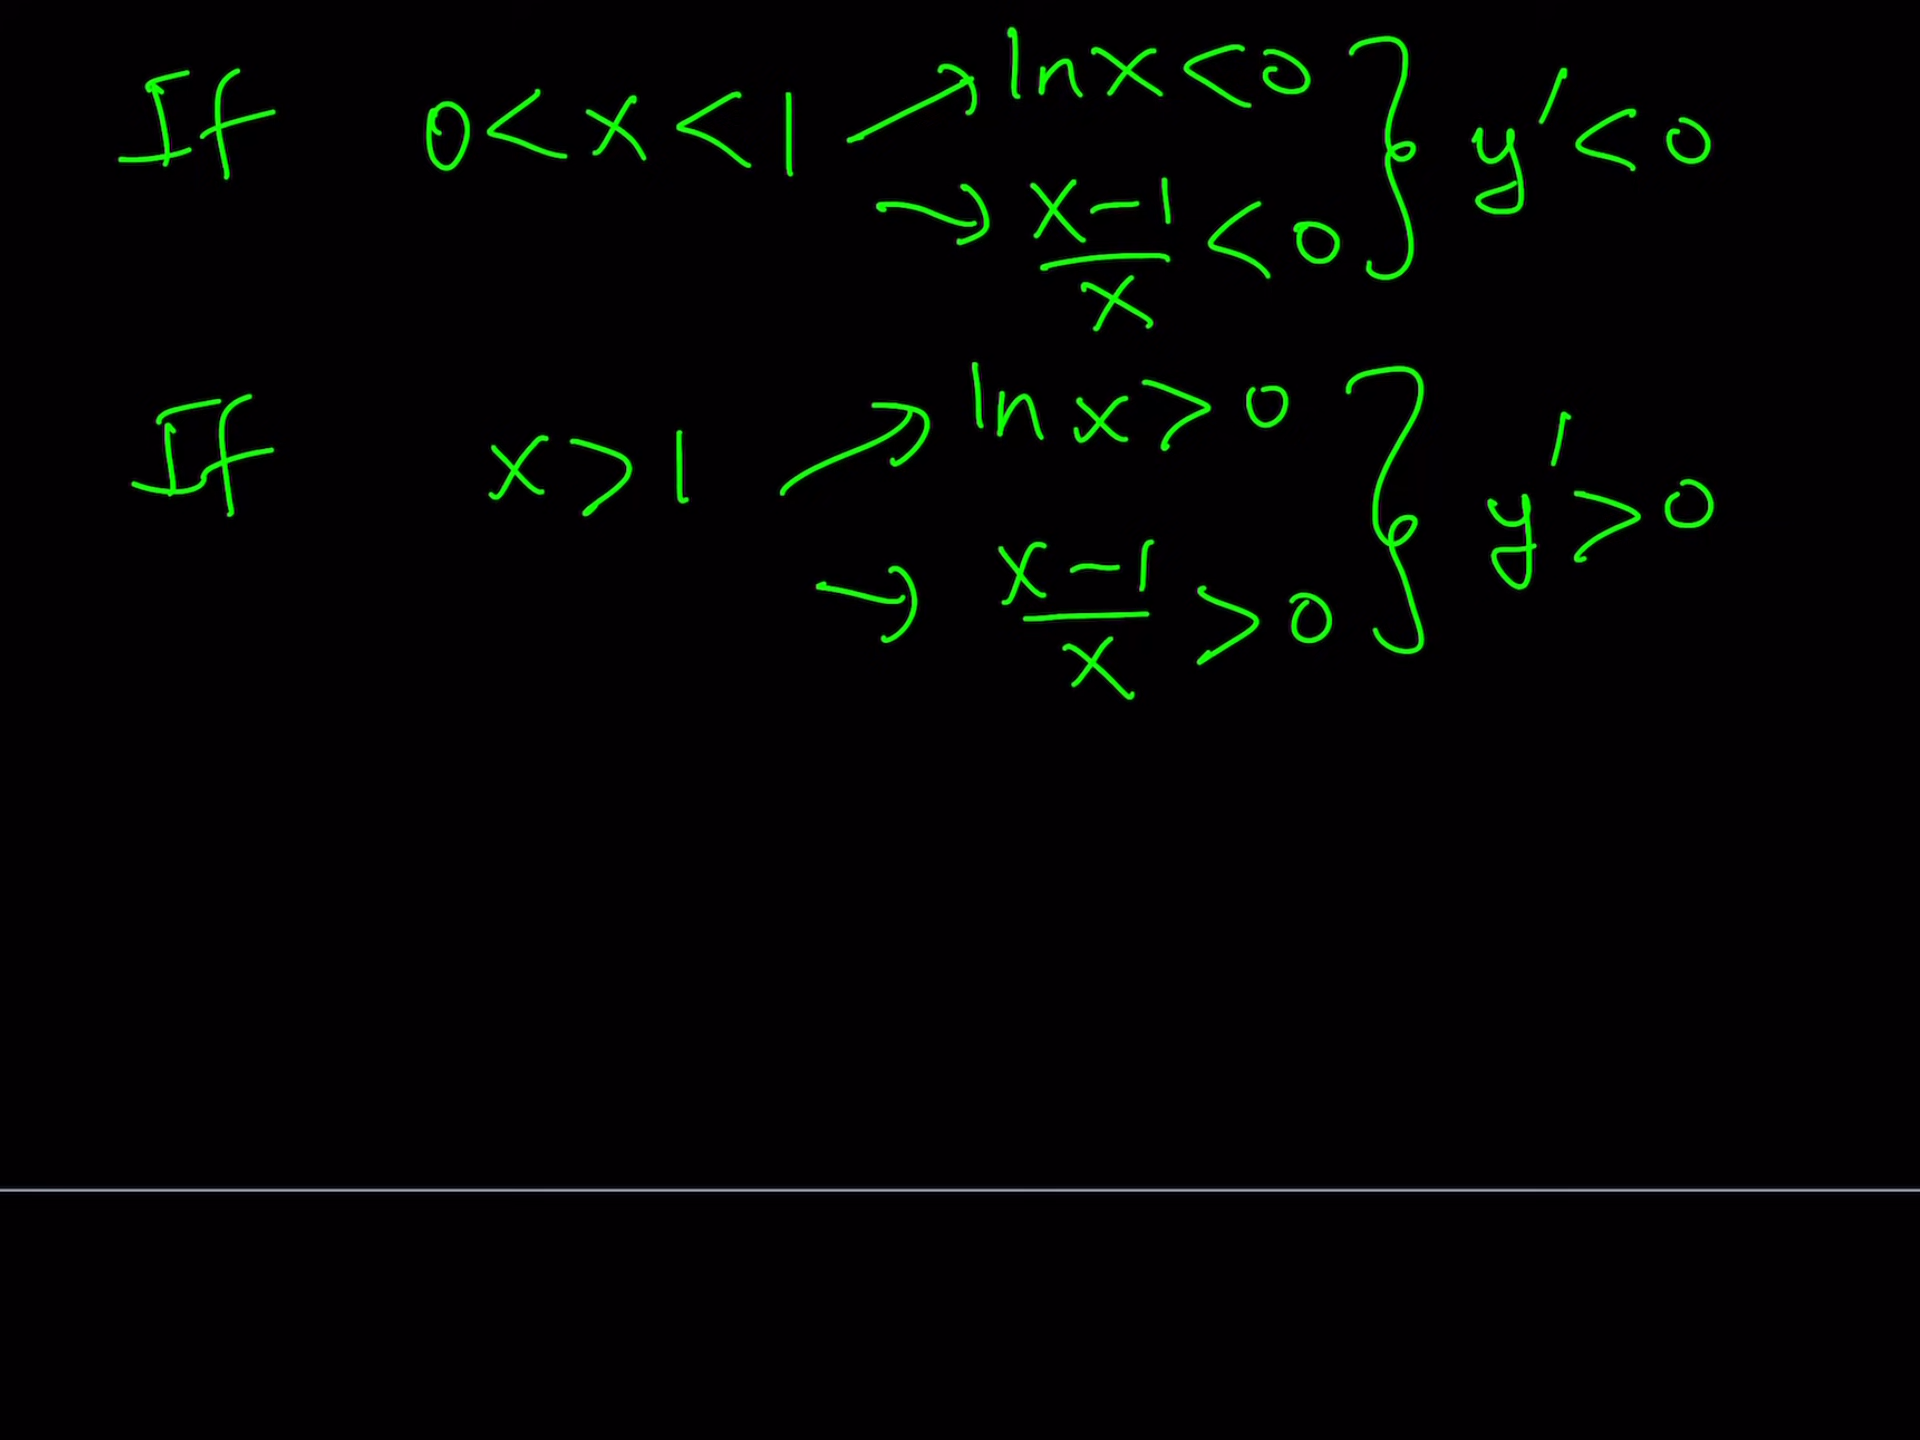 If 0 < x < 1 → ln x < 0 } y' < 0
→ (x-1)/x < 0
If x > 1 → ln x > 0 } y' > 0
→ (x-1)/x > 0